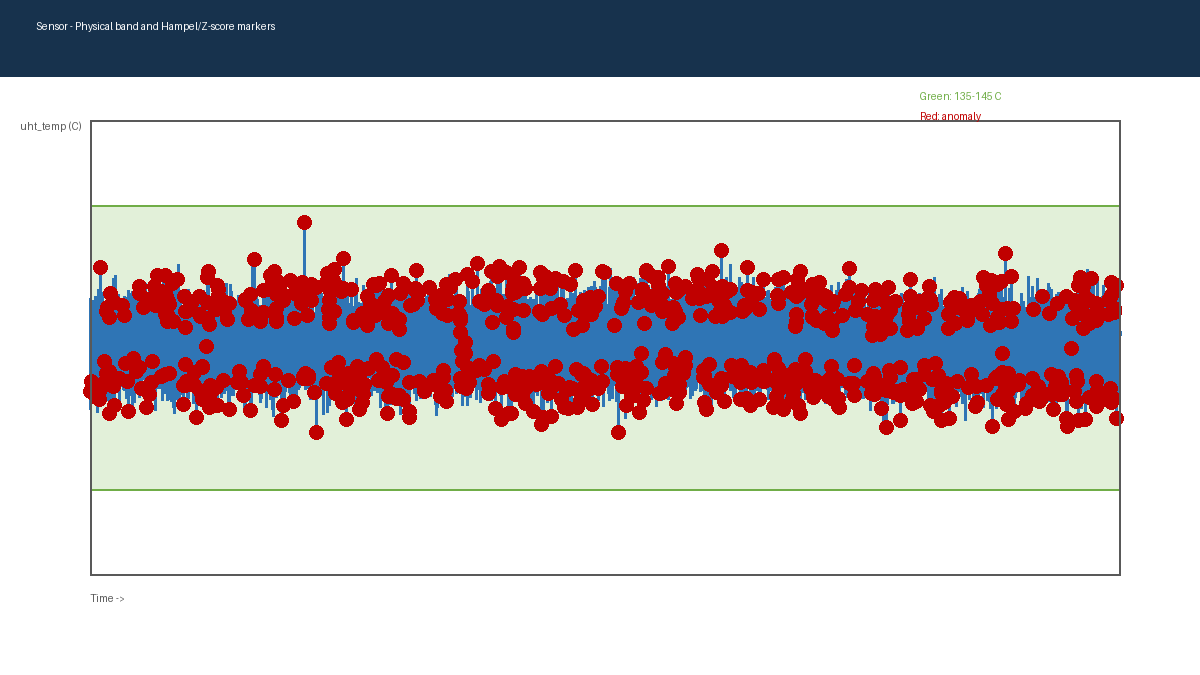 Sensor - Physical band and Hampel/Z-score markers
Green: 135-145 C
Red: anomaly
uht_temp (C)
Time ->